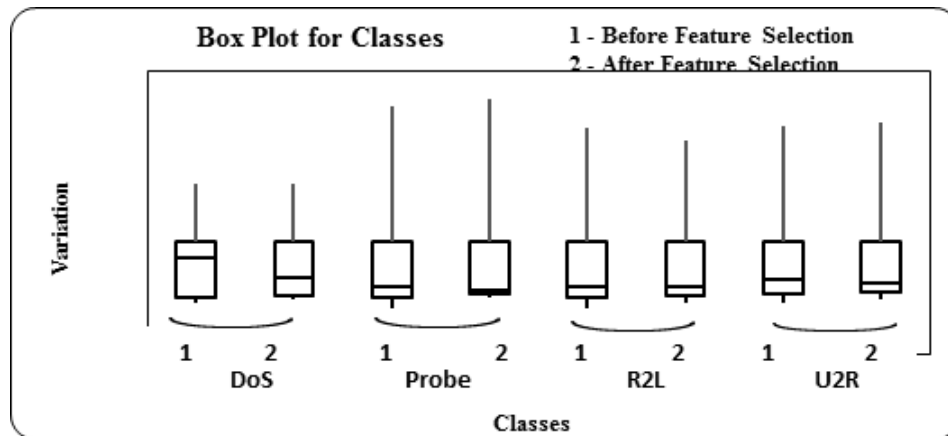 Box Plot for Classes
1 - Before Feature Selection
2 - After Feature Selection
Variation
1 2 1 2 1 2 1 2
DoS Probe R2L U2R
Classes